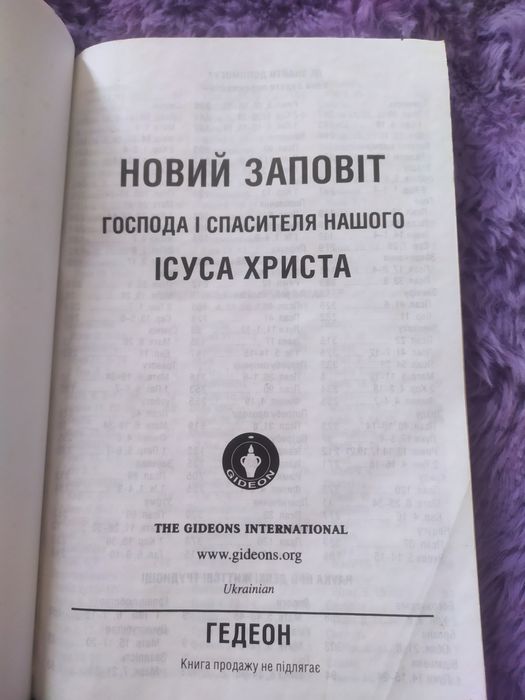 НОВИЙ ЗАПОВІТ
ГОСПОДА І СПАСИТЕЛЯ НАШОГО
ІСУСА ХРИСТА
GIDEON
THE GIDEONS INTERNATIONAL
www.gideons.org
Ukrainian
ГЕДЕОН
Книга продажу не підлягає